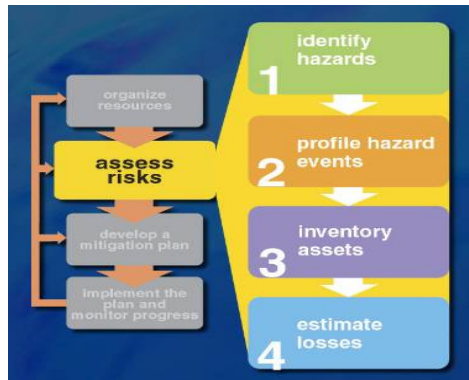 organize
resources
assess
risks
develop a
mitigation plan
implement the
plan and
monitor progress
1
identify
hazards
2
profile hazard
events
3
inventory
assets
4
estimate
losses